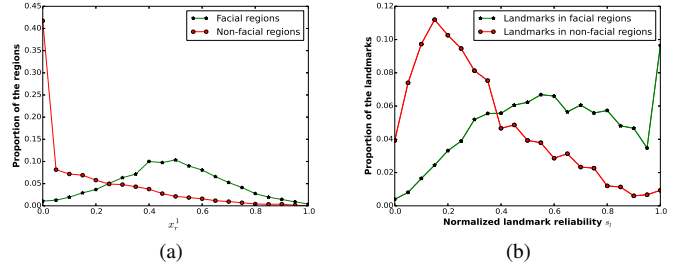 Proportion of the regions
0.45
0.40
0.35
0.30
0.25
0.20
0.15
0.10
0.05
0.00
0.0 0.2 0.4 0.6 0.8 1.0
x_r^1
Facial regions
Non-facial regions
(a)
Proportion of the landmarks
0.12
0.10
0.08
0.06
0.04
0.02
0.00
0.0 0.2 0.4 0.6 0.8 1.0
Normalized landmark reliability s_l
Landmarks in facial regions
Landmarks in non-facial regions
(b)